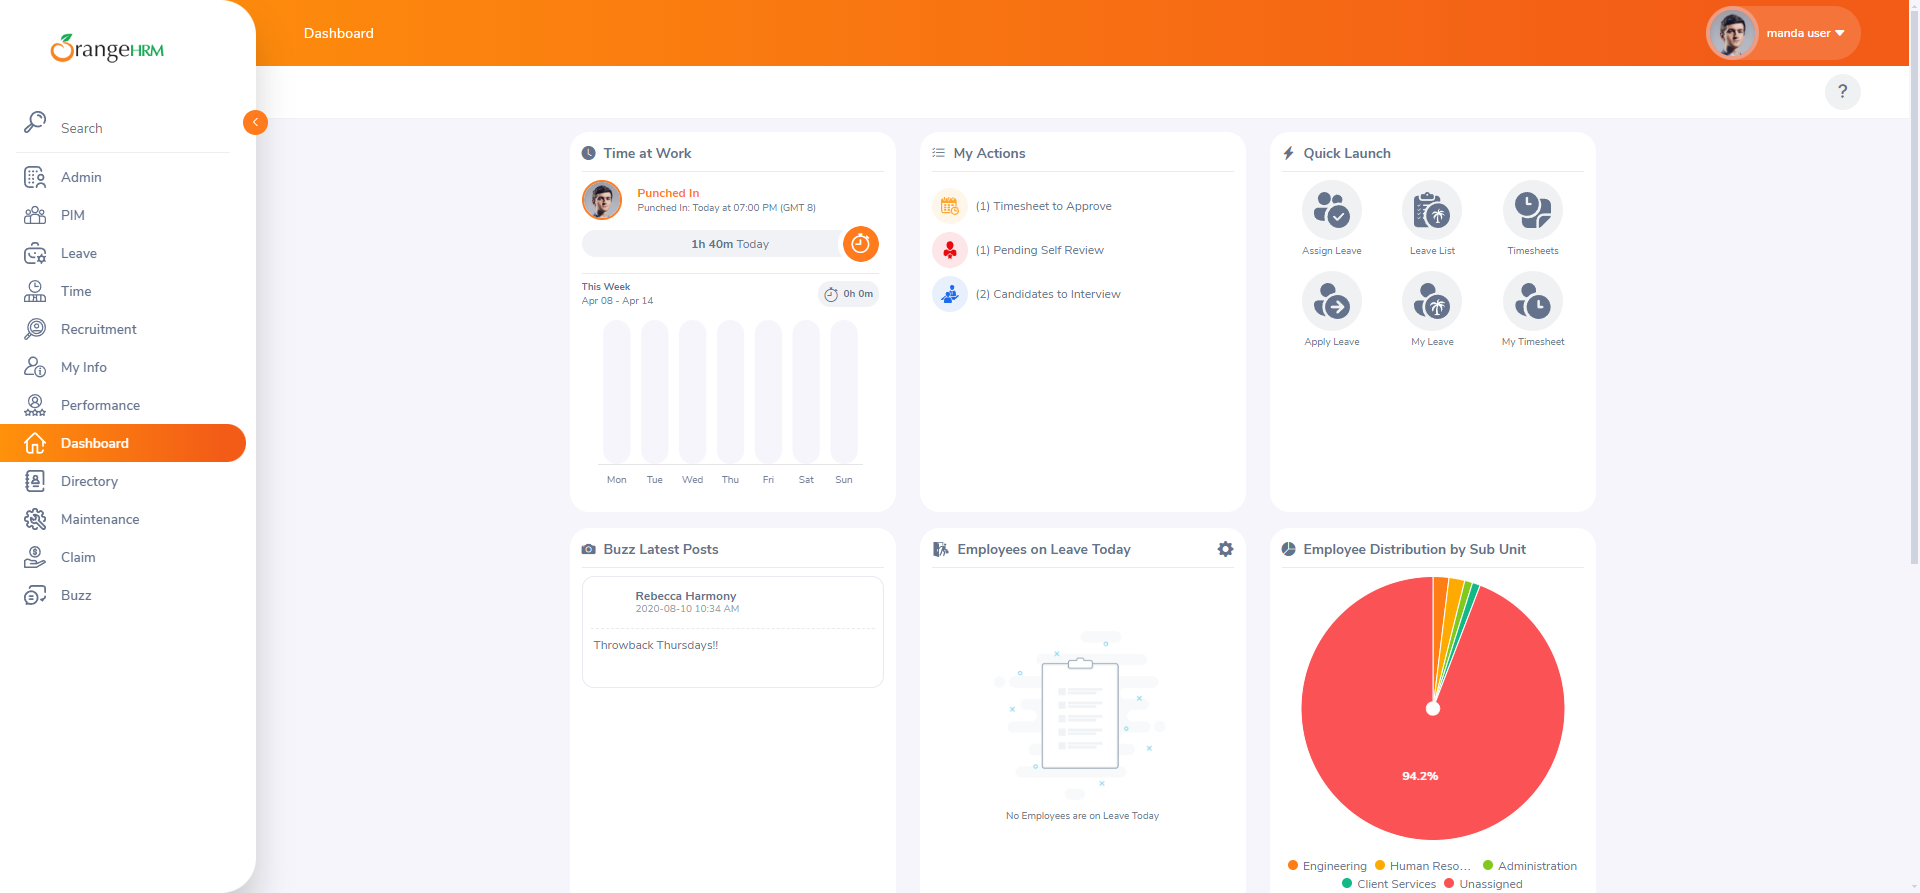 OrangeHRM
Search
Admin
PIM
Leave
Time
Recruitment
My Info
Performance
Dashboard
Directory
Maintenance
Claim
Buzz
Dashboard
manda user
?
Time at Work
Punched In
Punched In: Today at 07:00 PM (GMT 8)
1h 40m Today
This Week
Apr 08 - Apr 14
0h 0m
Mon Tue Wed Thu Fri Sat Sun
My Actions
(1) Timesheet to Approve
(1) Pending Self Review
(2) Candidates to Interview
Quick Launch
Assign Leave Leave List Timesheets
Apply Leave My Leave My Timesheet
Buzz Latest Posts
Rebecca Harmony
2020-08-10 10:34 AM
Throwback Thursdays!!
Employees on Leave Today
No Employees are on Leave Today
Employee Distribution by Sub Unit
94.2%
Engineering Human Reso... Administration
Client Services Unassigned